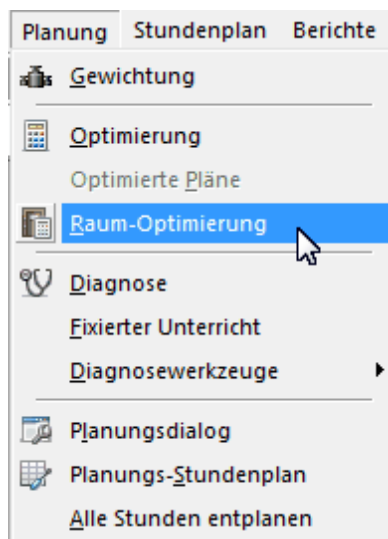 Planung Stundenplan Berichte
Gewichtung
Optimierung
Optimierte Pläne
Raum-Optimierung
Diagnose
Fixierter Unterricht
Diagnosewerkzeuge
Planungsdialog
Planungs-Stundenplan
Alle Stunden entplanen